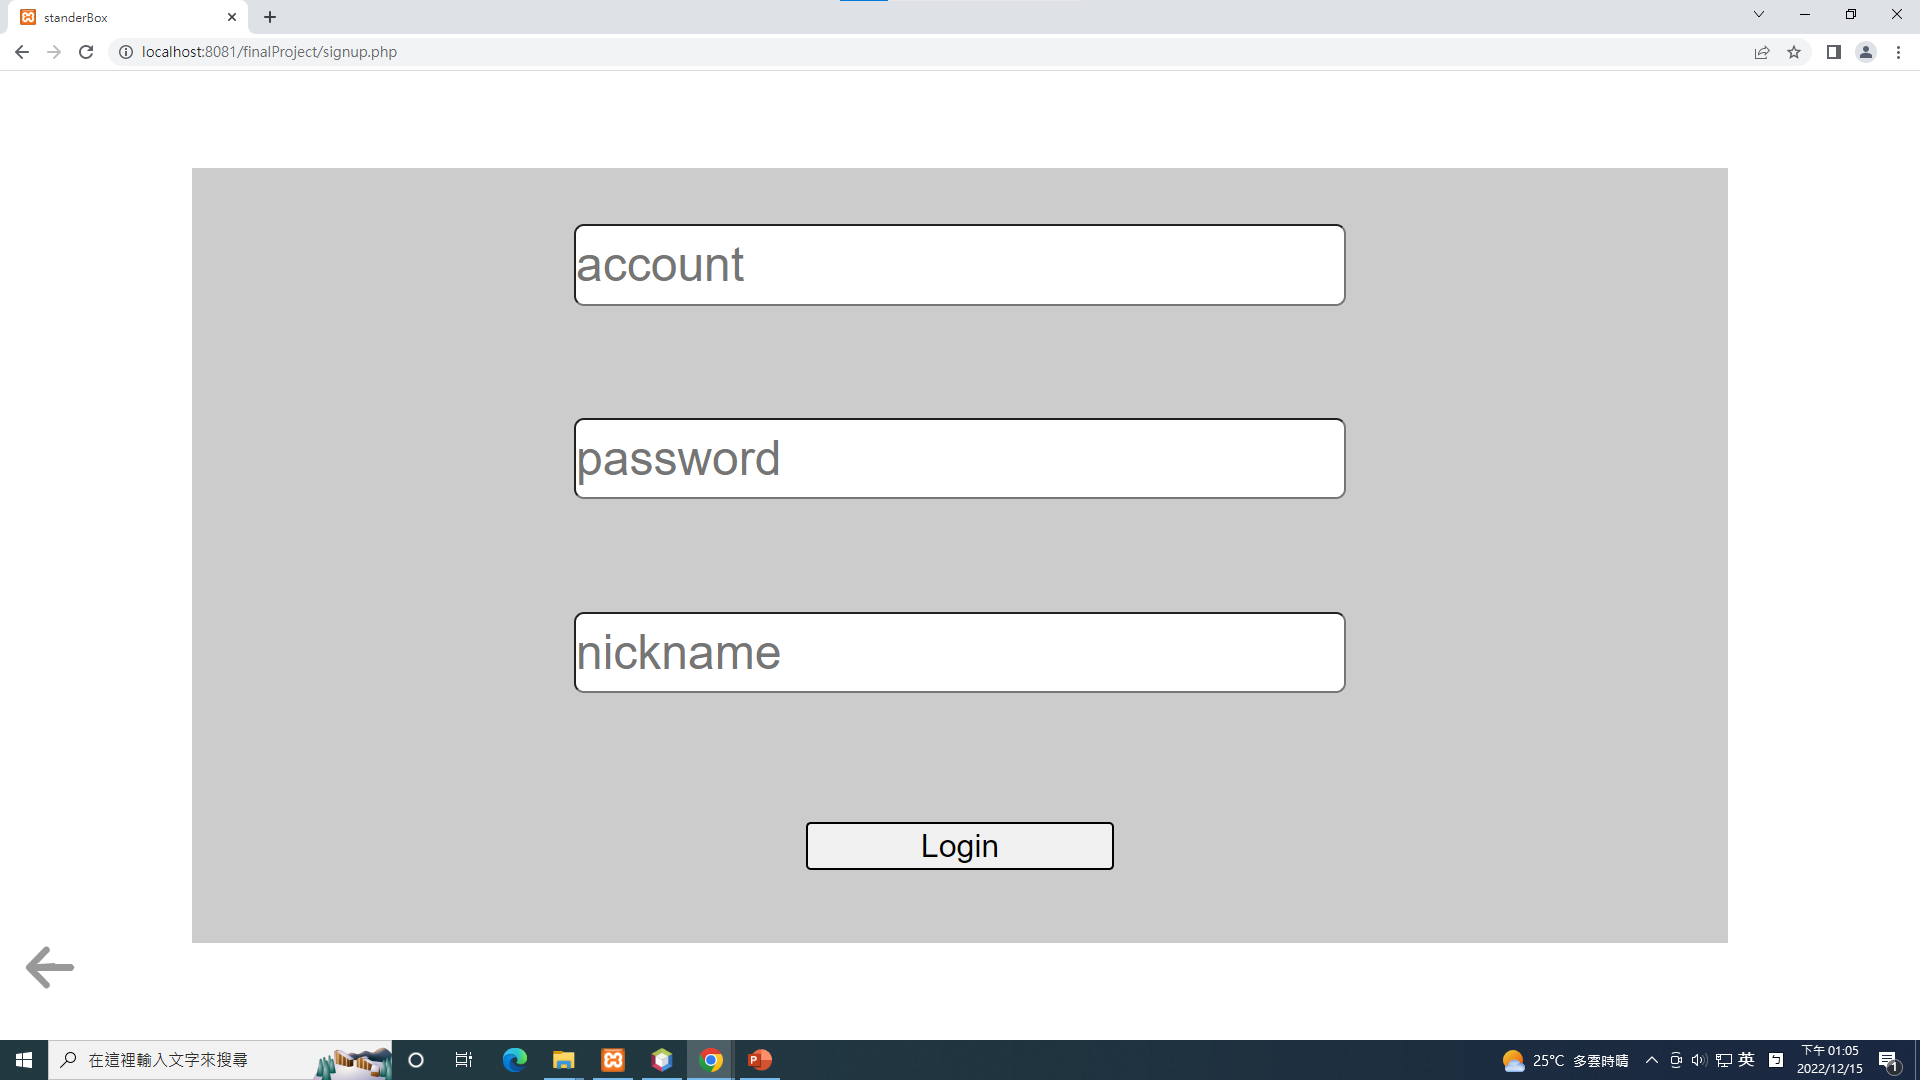 standerBox
localhost:8081/finalProject/signup.php
account
password
nickname
Login
在這裡輸入文字來搜尋
25°C 多雲時晴
英
下午 01:05
2022/12/15
1